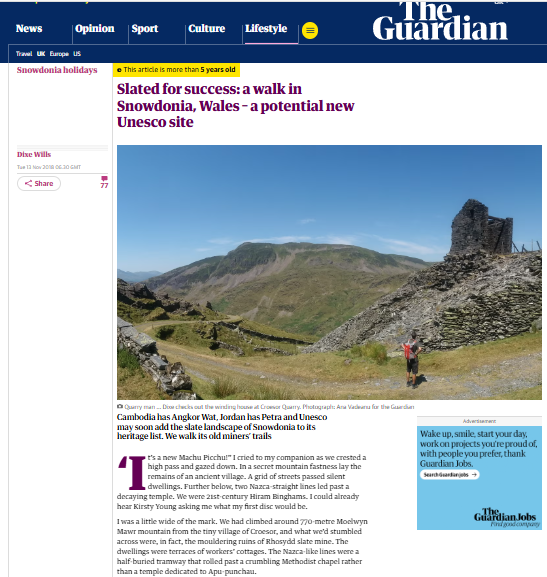 The
Guardian
News
Opinion
Sport
Culture
Lifestyle
Travel UK Europe US
Snowdonia holidays
This article is more than 5 years old
Slated for success: a walk in
Snowdonia, Wales – a potential new
Unesco site
Dixe Wills
Tue 13 Nov 2018 06.30 GMT
Share
77
Quarry man ... Dixe checks out the winding house at Croesor Quarry. Photograph: Ana Vadeanu for the Guardian
Cambodia has Angkor Wat, Jordan has Petra and Unesco
may soon add the slate landscape of Snowdonia to its
heritage list. We walk its old miners' trails
'It's a new Machu Picchu!" I cried to my companion as we crested a
high pass and gazed down. In a secret mountain fastness lay the
remains of an ancient village. A grid of streets passed silent
dwellings. Further below, two Nazca-straight lines led past a
decaying temple. We were 21st-century Hiram Binghams. I could already
hear Kirsty Young asking me what my first disc would be.
I was a little wide of the mark. We had climbed around 770-metre Moelwyn
Mawr mountain from the tiny village of Croesor, and what we'd stumbled
across were, in fact, the mouldering ruins of Rhosydd slate mine. The
dwellings were terraces of workers' cottages. The Nazca-like lines were a
half-buried tramway that rolled past a crumbling Methodist chapel rather
than a temple dedicated to Apu-punchau.
Advertisement
Wake up, smile, start your day,
work on projects you're proud of,
with people you prefer, thank
Guardian Jobs.
Search Guardian jobs
The
Guardian Jobs
Find good company